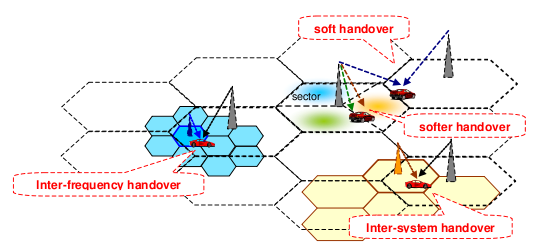 soft handover
sector
softer handover
Inter-frequency handover
Inter-system handover